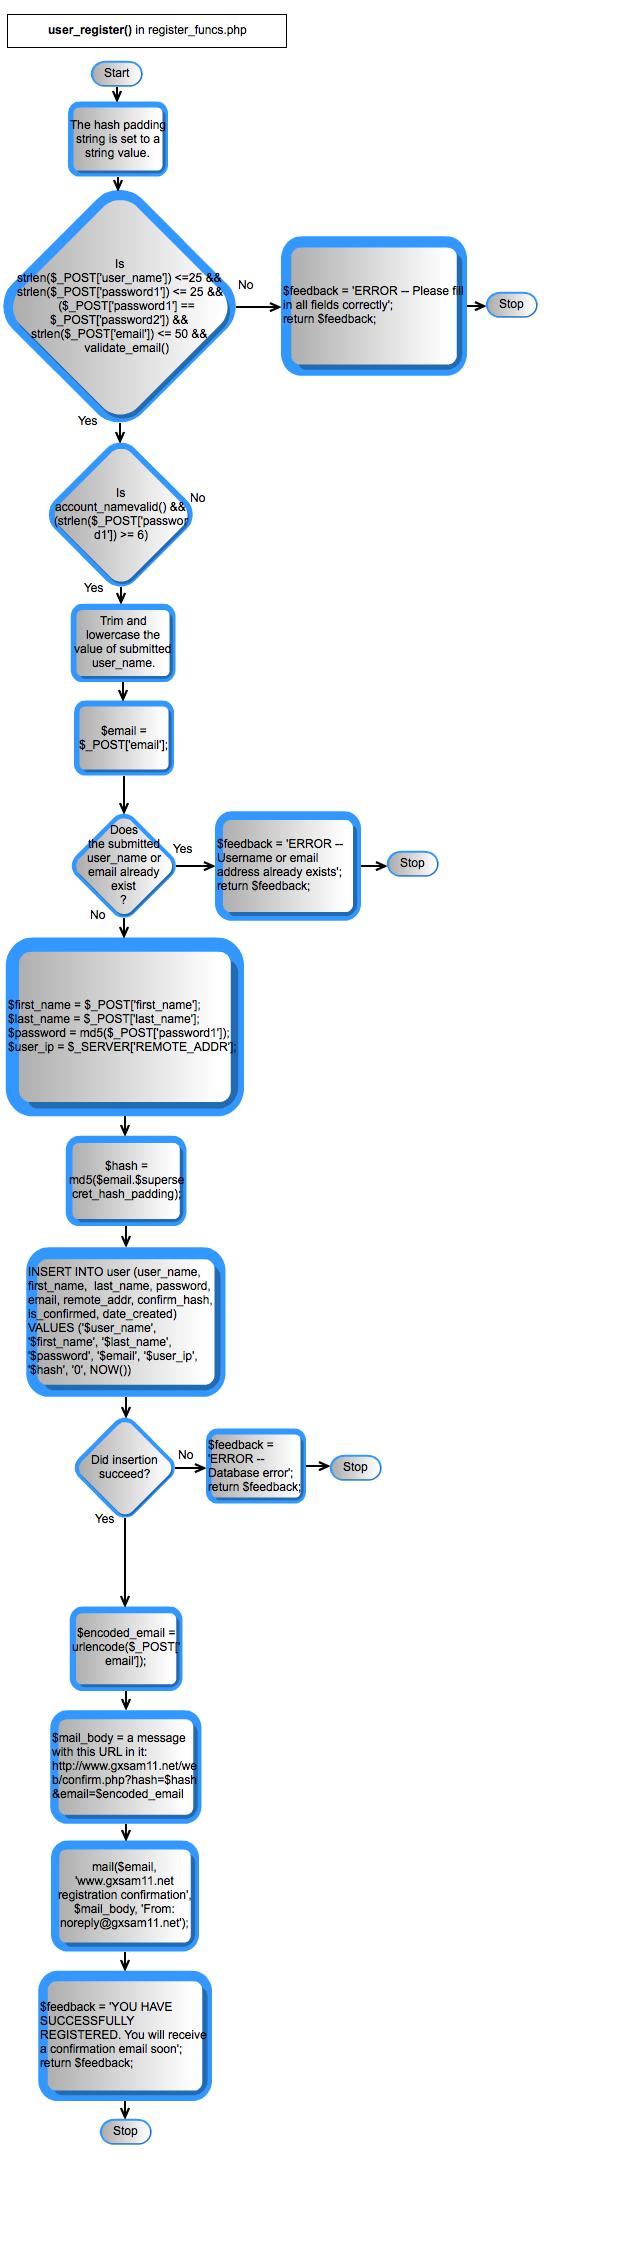 user_register() in register_funcs.php
Start
The hash padding
string is set to a
string value.
Is
strlen($_POST['user_name']) <=25 &&
strlen($_POST['password1']) <= 25 &&
($_POST['password1'] ==
$_POST['password2']) &&
strlen($_POST['email']) <= 50 &&
validate_email()
No
$feedback = 'ERROR -- Please fill
in all fields correctly';
return $feedback;
Stop
Yes
Is
account_namevalid() &&
(strlen($_POST['passwor
d1']) >= 6)
No
Yes
Trim and
lowercase the
value of submitted
user_name.
$email =
$_POST['email'];
Does
the submitted
user_name or
email already
exist
?
Yes
$feedback = 'ERROR --
Username or email
address already exists';
return $feedback;
Stop
No
$first_name = $_POST['first_name'];
$last_name = $_POST['last_name'];
$password = md5($_POST['password1']);
$user_ip = $_SERVER['REMOTE_ADDR'];
$hash =
md5($email.$superse
cret_hash_padding);
INSERT INTO user (user_name,
first_name,  last_name, password,
email, remote_addr, confirm_hash,
is_confirmed, date_created)
VALUES ('$user_name',
'$first_name', '$last_name',
'$password', '$email', '$user_ip',
'$hash', '0', NOW())
Did insertion
succeed?
No
$feedback =
'ERROR --
Database error';
return $feedback;
Stop
Yes
$encoded_email =
urlencode($_POST['
email']);
$mail_body = a message
with this URL in it:
http://www.gxsam11.net/we
b/confirm.php?hash=$hash
&email=$encoded_email
mail($email,
'www.gxsam11.net
registration confirmation',
$mail_body, 'From:
noreply@gxsam11.net');
$feedback = 'YOU HAVE
SUCCESSFULLY
REGISTERED. You will receive
a confirmation email soon';
return $feedback;
Stop